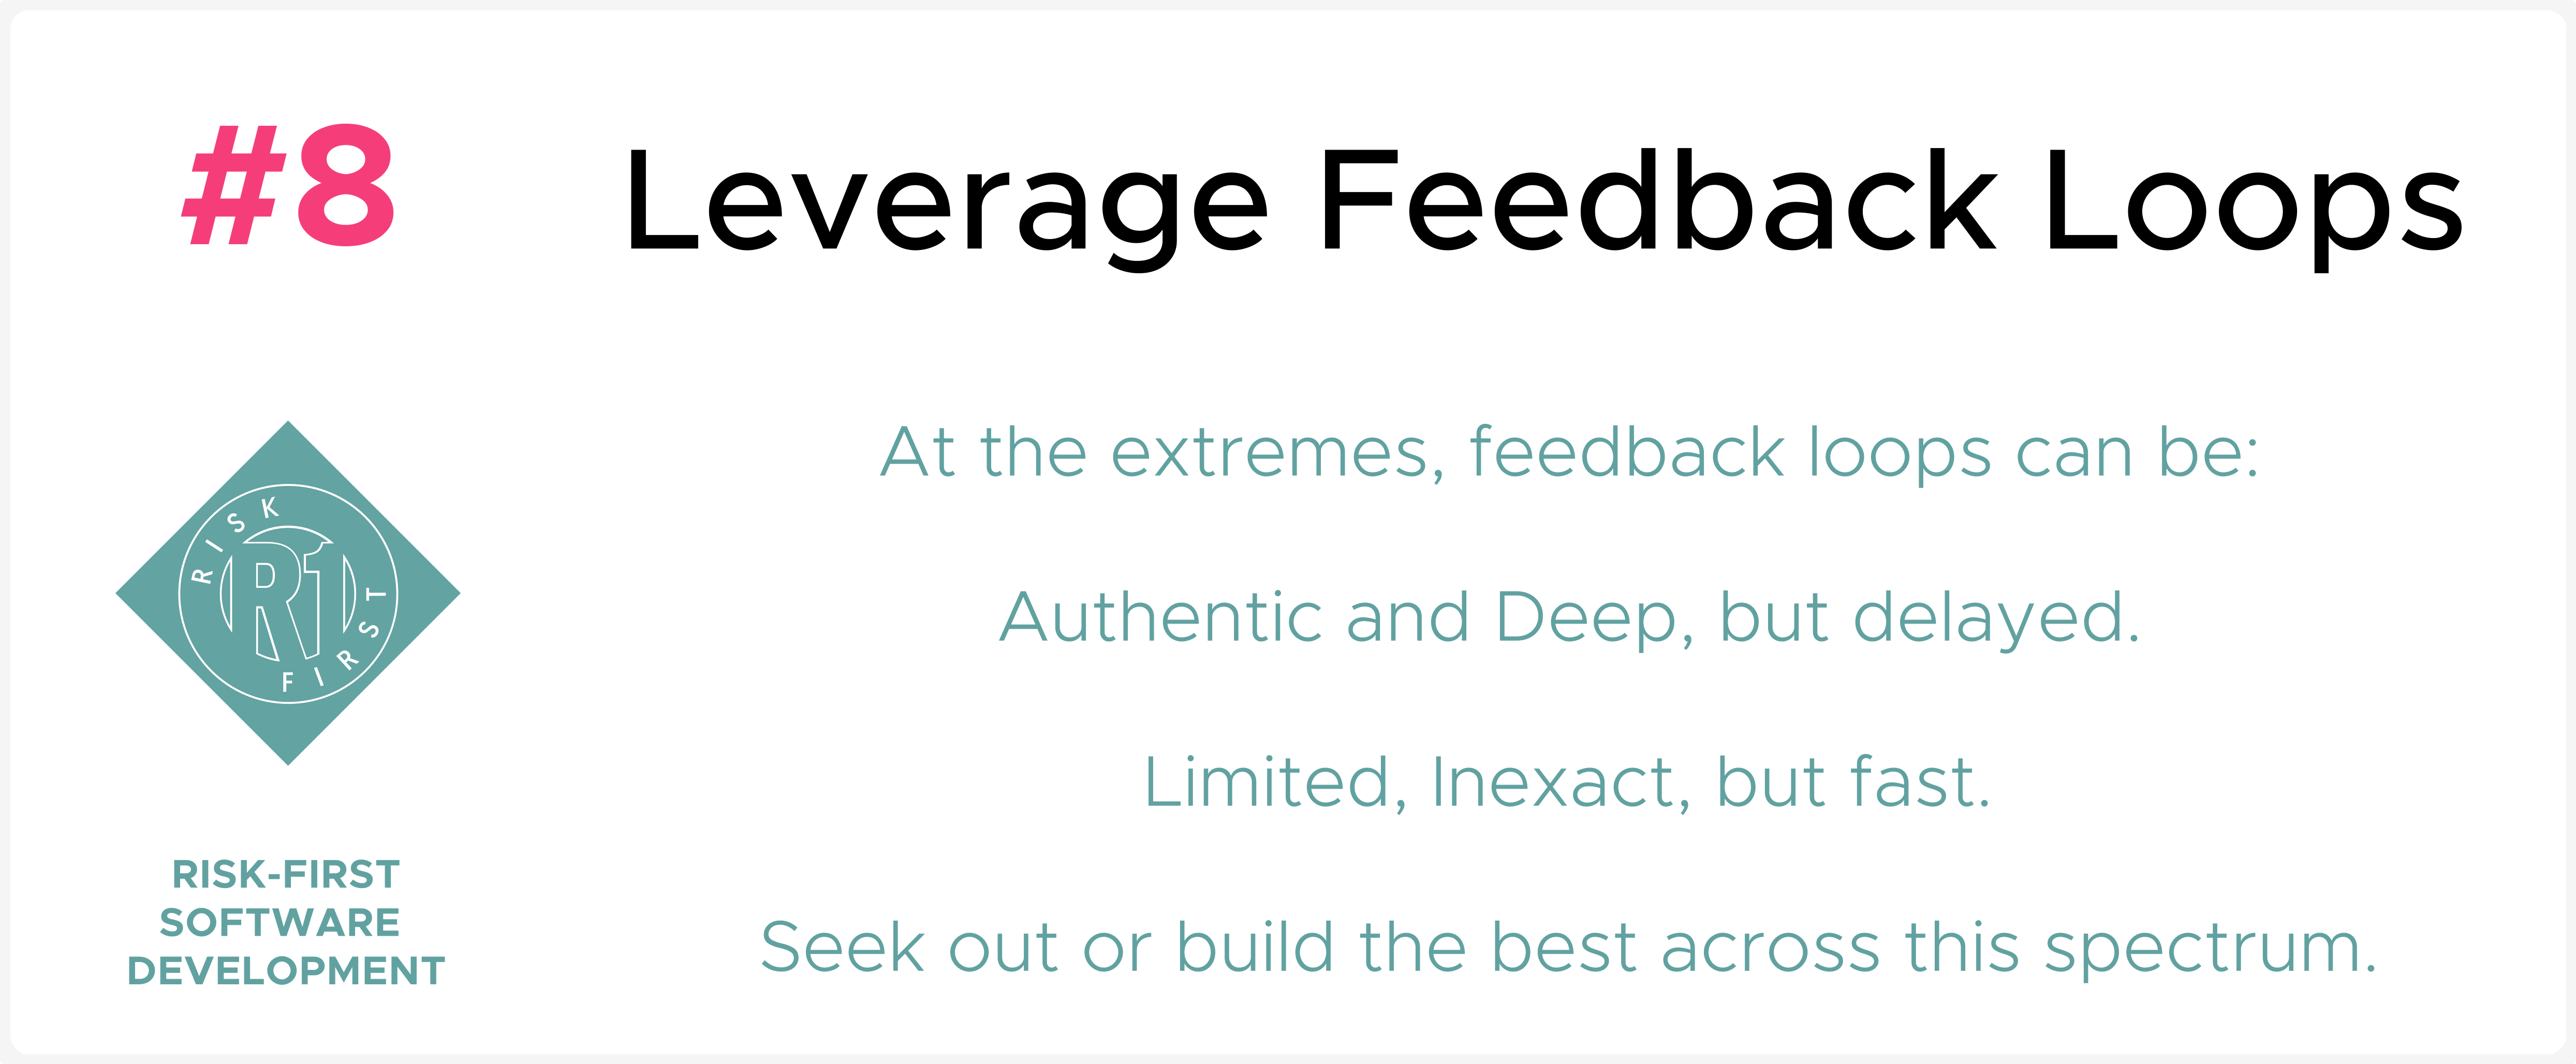 #8
Leverage Feedback Loops
At the extremes, feedback loops can be:
Authentic and Deep, but delayed.
Limited, Inexact, but fast.
Seek out or build the best across this spectrum.
RISK
R1
FIRST
RISK-FIRST
SOFTWARE
DEVELOPMENT